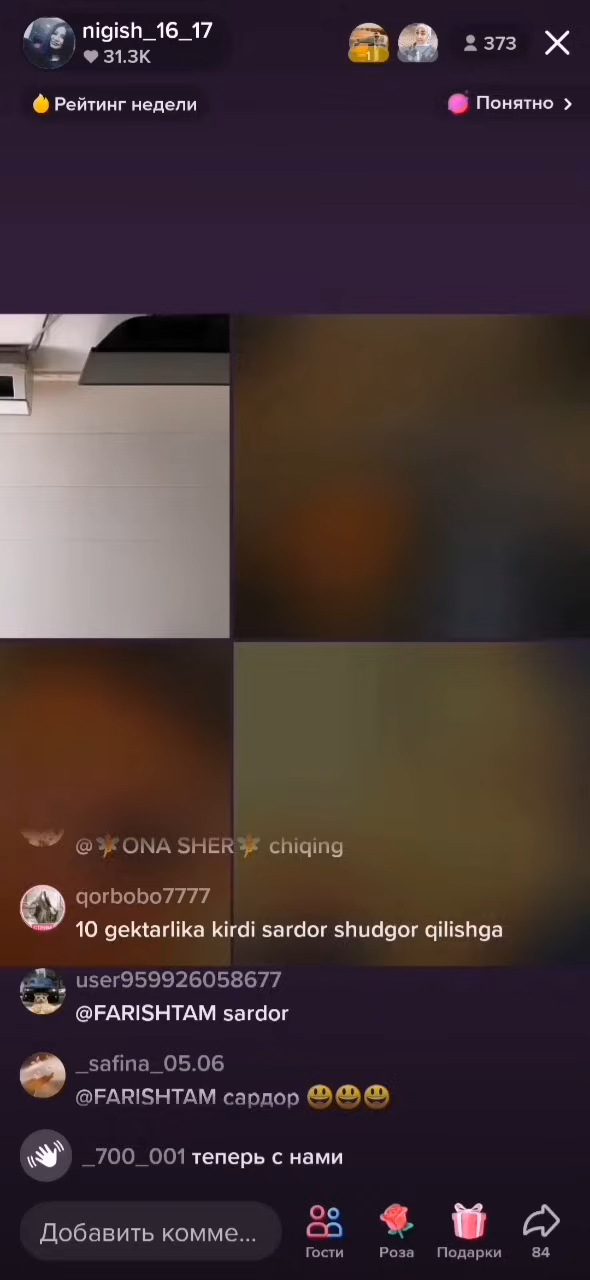 nigish_16_17
31.3K
1
373
Рейтинг недели
Понятно
@ONA SHER chiqing
qorbobo7777
10 gektarlika kirdi sardor shudgor qilishga
user959926058677
@FARISHTAM sardor
_safina_05.06
@FARISHTAM сардор 😃😃😃
_700_001 теперь с нами
Добавить комме...
Гости
Роза
Подарки
84